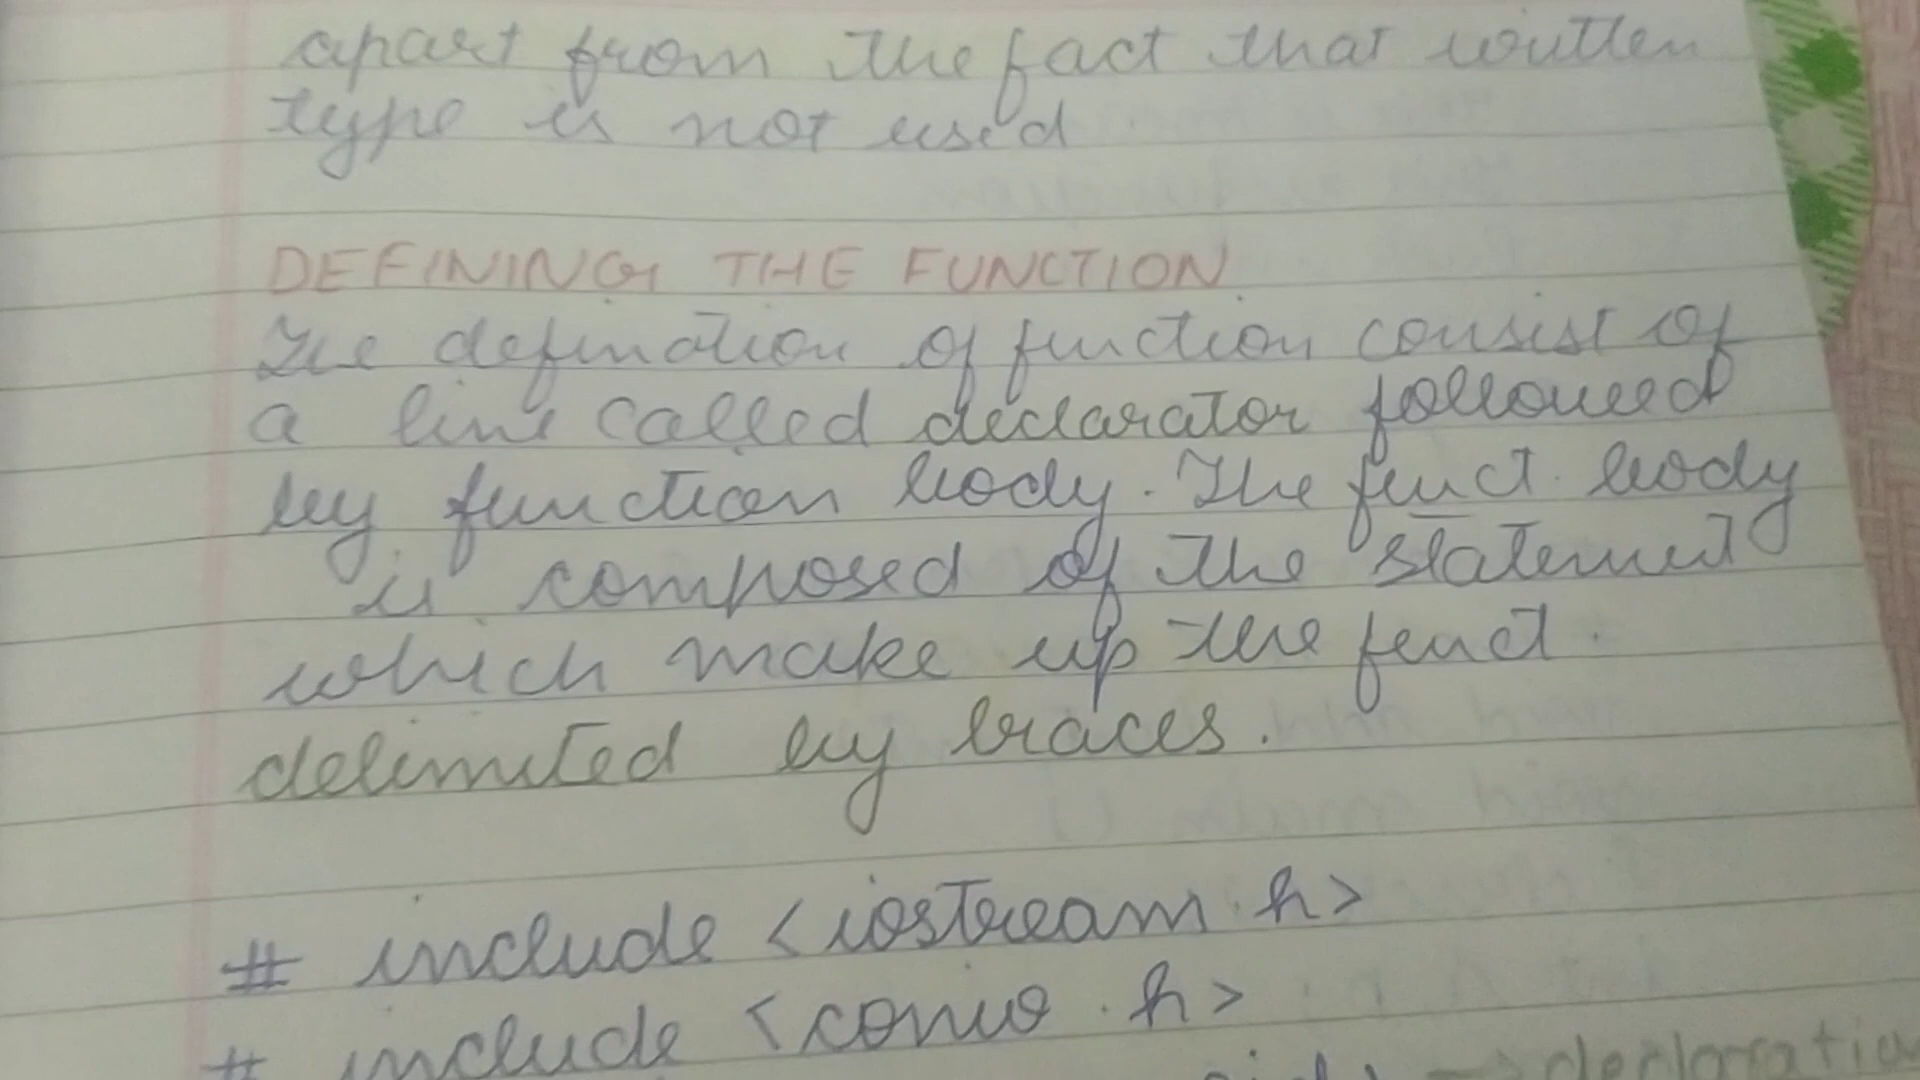 apart from the fact that written
type is not used
DEFINING THE FUNCTION
The defination of function consist of
a line called declarator followed
by function body. The funct. body
is composed of the statement
which make up the funct.
delimited by braces.
# include <iostream.h>
# include <conio.h>
→ declaration